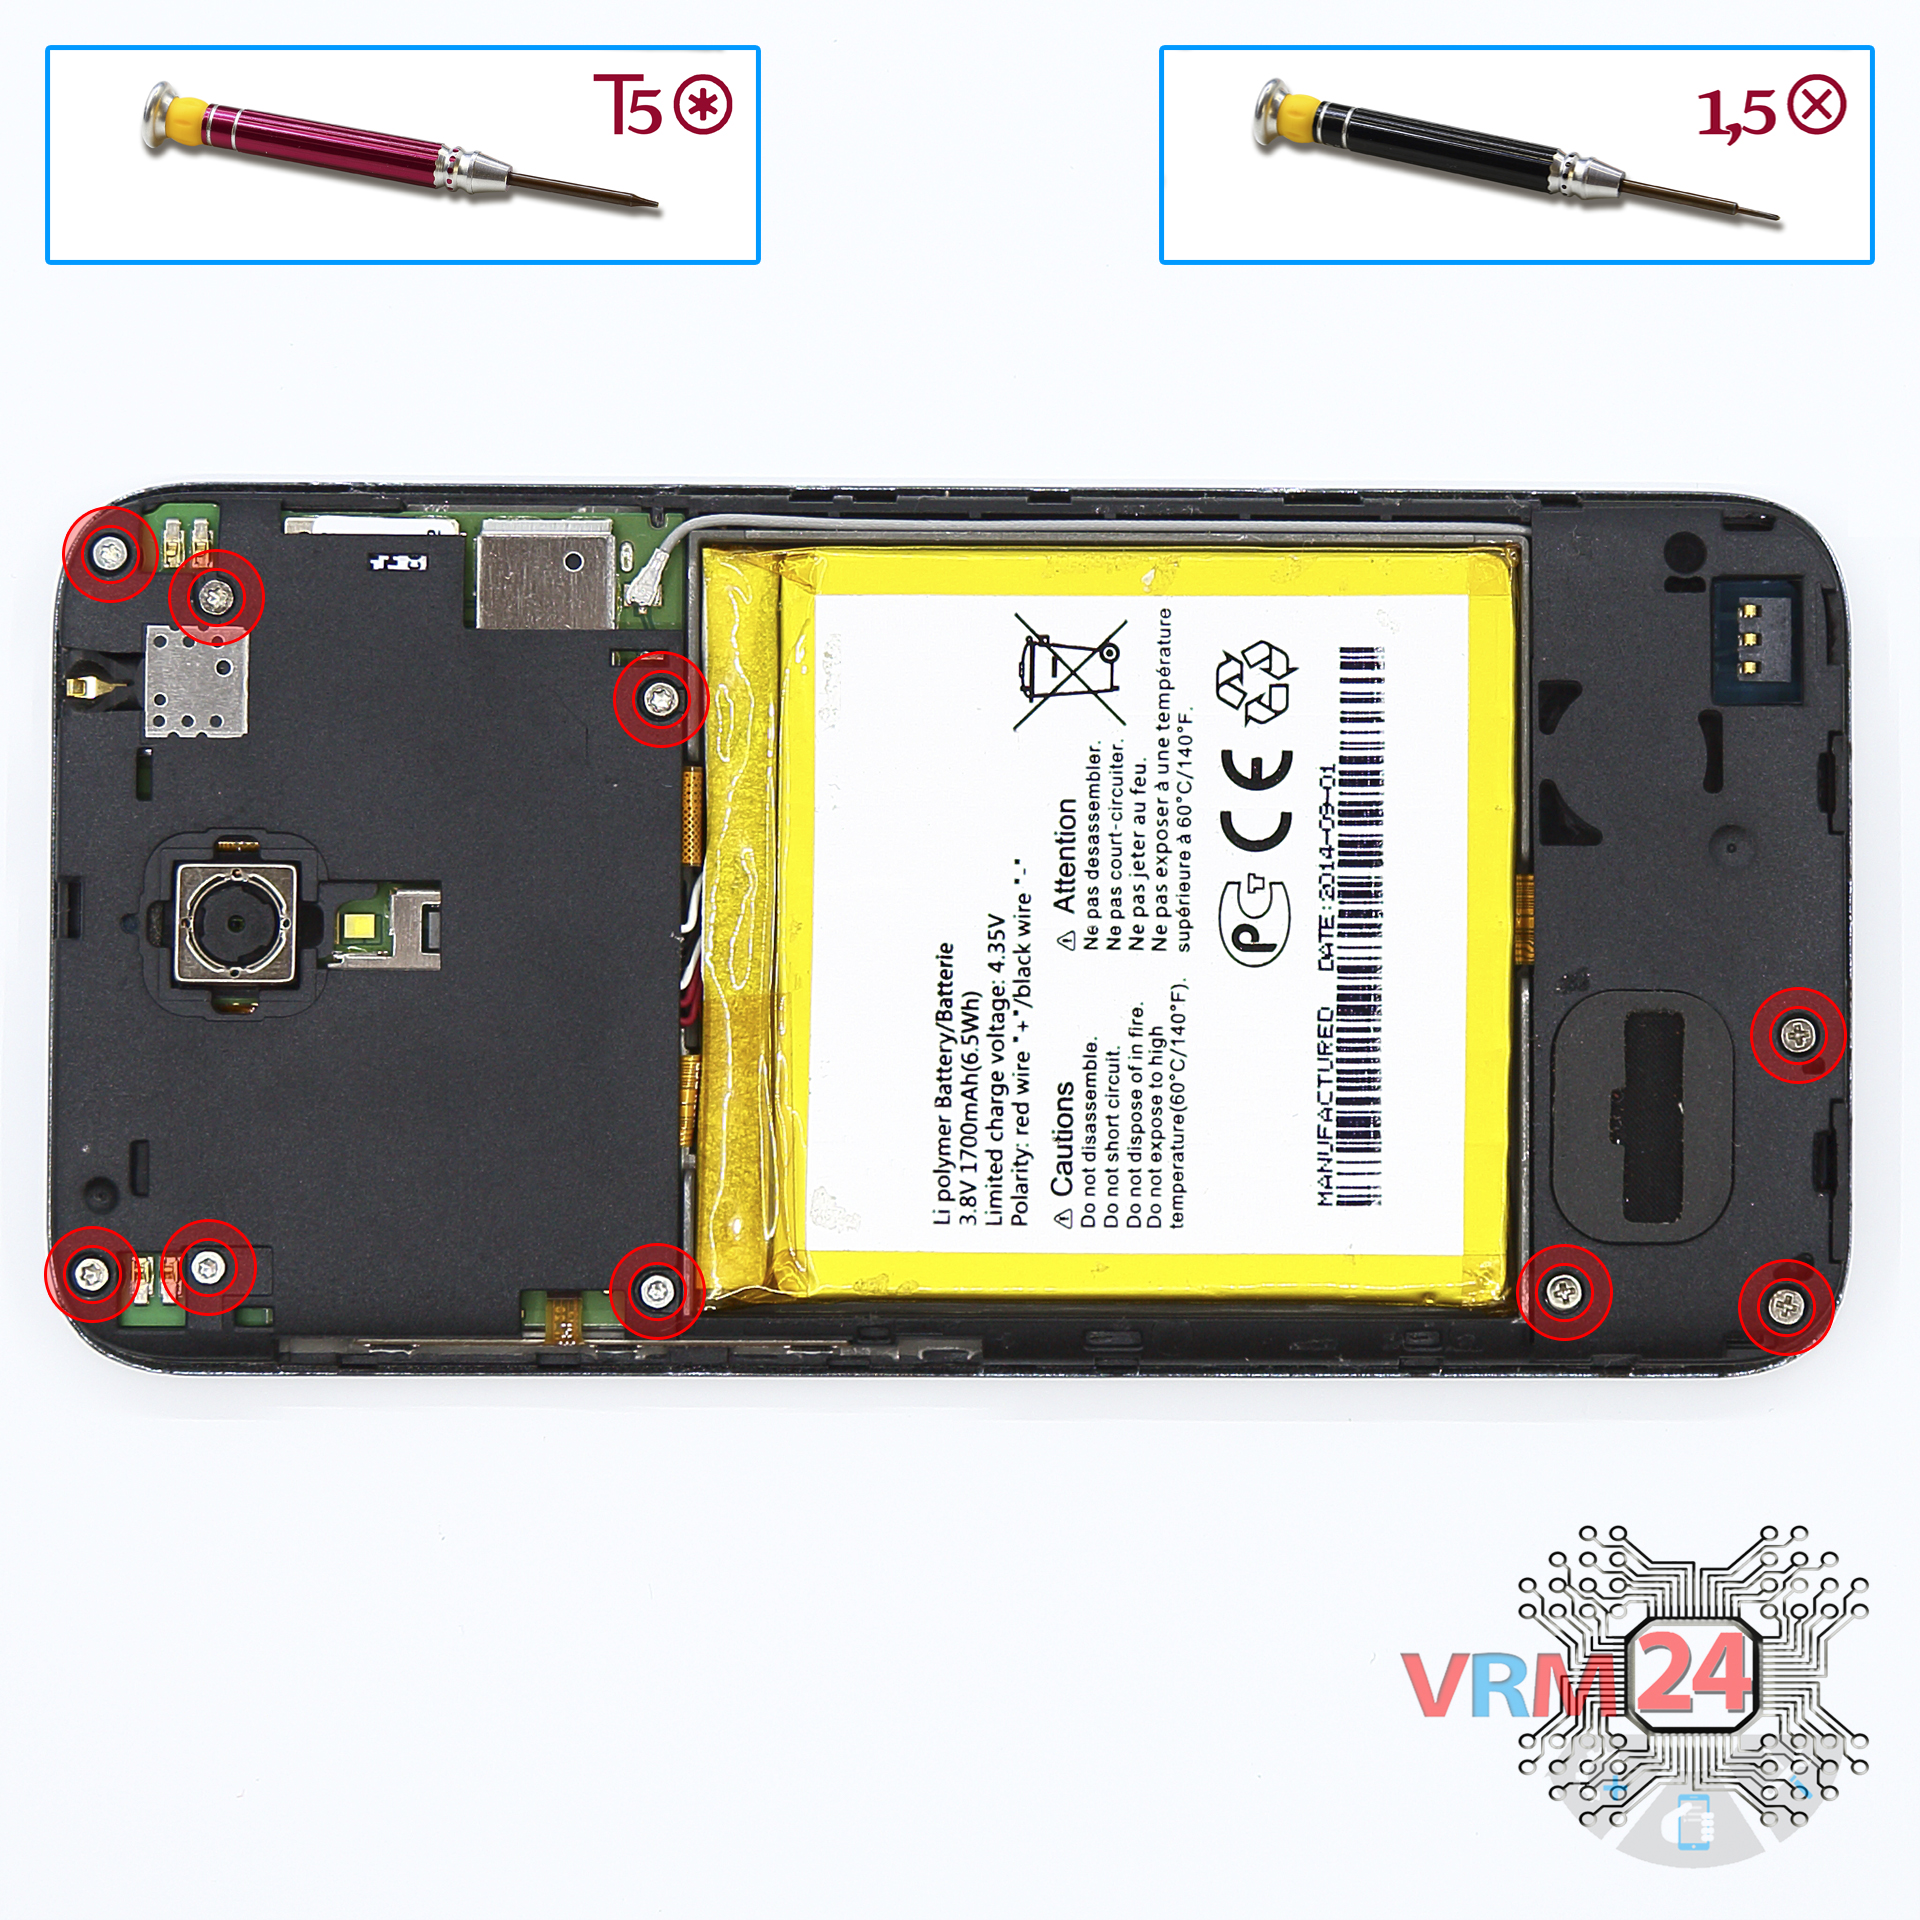 T5
1,5
Li polymer Battery/Batterie
3.8V 1700mAh(6.5Wh)
Limited charge voltage: 4.35V
Polarity: red wire "+"/black wire "-"
⚠ Cautions
Do not disassemble.
Do not short circuit.
Do not dispose of in fire.
Do not expose to high
temperature(60°C/140°F).
⚠ Attention
Ne pas desassembler.
Ne pas court-circuiter.
Ne pas jeter au feu.
Ne pas exposer à une température
supérieure à 60°C/140°F.
CE
MANUFACTURED DATE:2014-09-01
VRM24